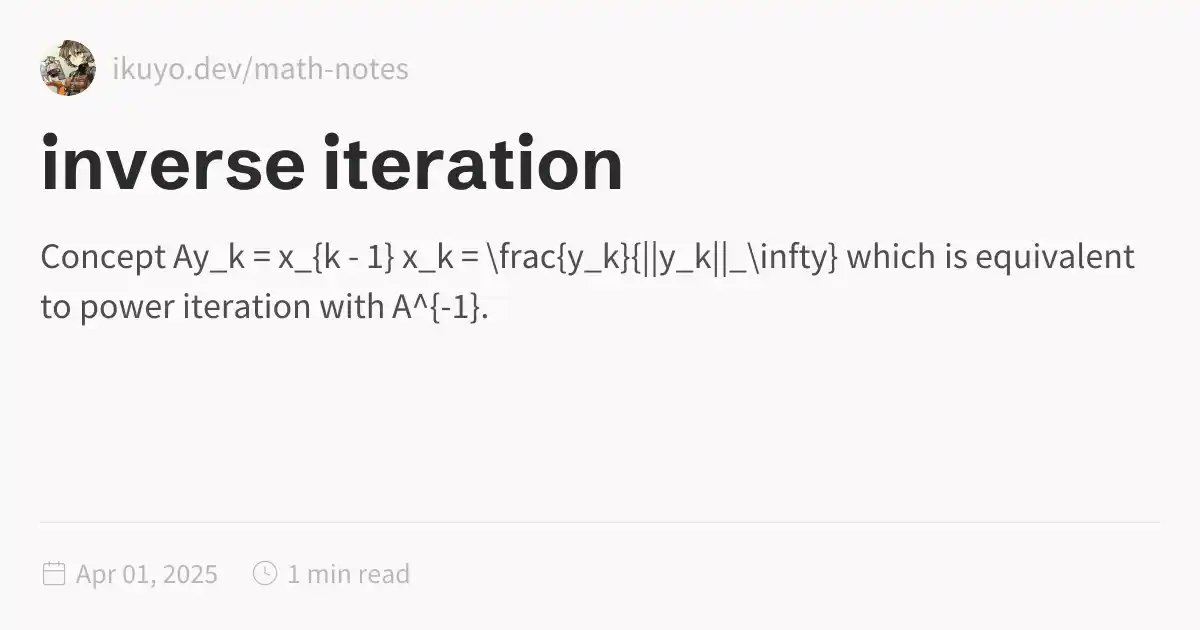 ikuyo.dev/math-notes
inverse iteration
Concept Ay_k = x_{k - 1} x_k = \frac{y_k}{||y_k||_\infty} which is equivalent
to power iteration with A^{-1}.
Apr 01, 2025 1 min read